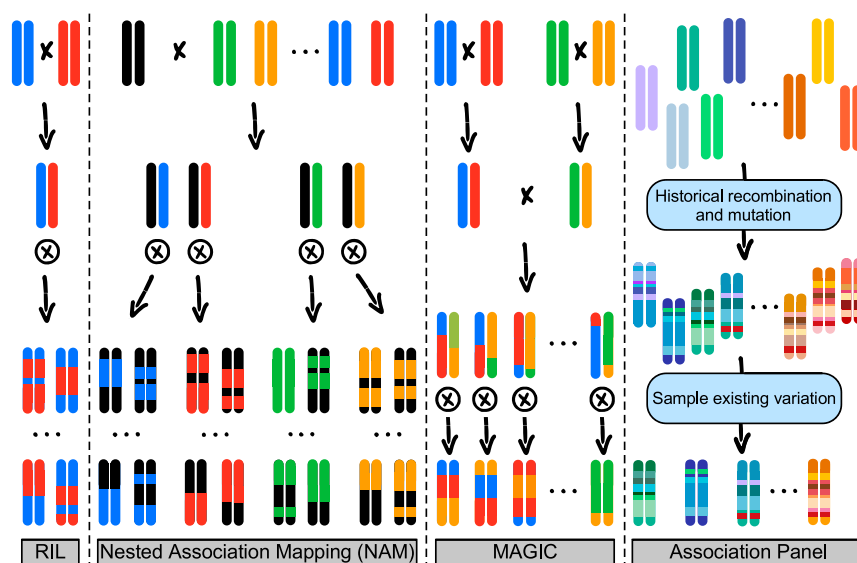 Historical recombination
and mutation
Sample existing variation
RIL
Nested Association Mapping (NAM)
MAGIC
Association Panel